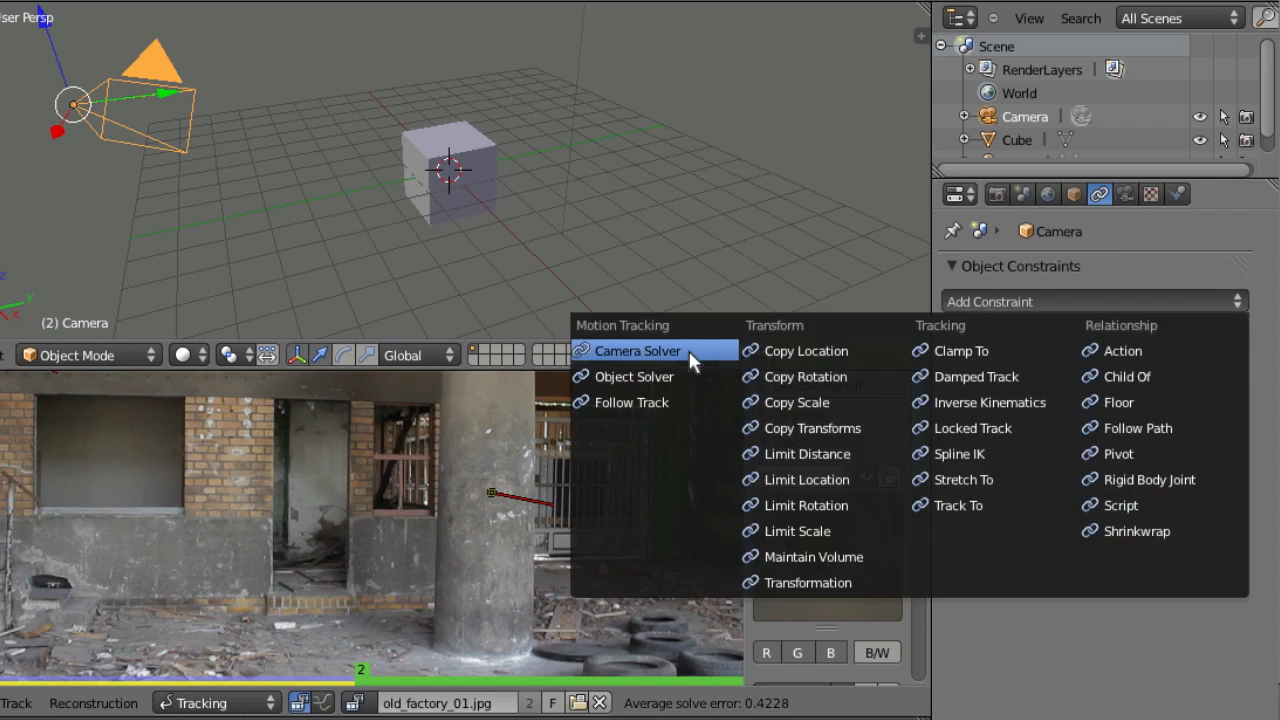 ser Persp
View Search All Scenes
Scene
RenderLayers
World
Camera
Cube
Camera
Object Constraints
Add Constraint
z
y
x
(2) Camera
t Object Mode Global
Motion Tracking
Camera Solver
Object Solver
Follow Track
Transform
Copy Location
Copy Rotation
Copy Scale
Copy Transforms
Limit Distance
Limit Location
Limit Rotation
Limit Scale
Maintain Volume
Transformation
Tracking
Clamp To
Damped Track
Inverse Kinematics
Locked Track
Spline IK
Stretch To
Track To
Relationship
Action
Child Of
Floor
Follow Path
Pivot
Rigid Body Joint
Script
Shrinkwrap
R G B B/W
2
Track Reconstruction Tracking old_factory_01.jpg 2 F Average solve error: 0.4228